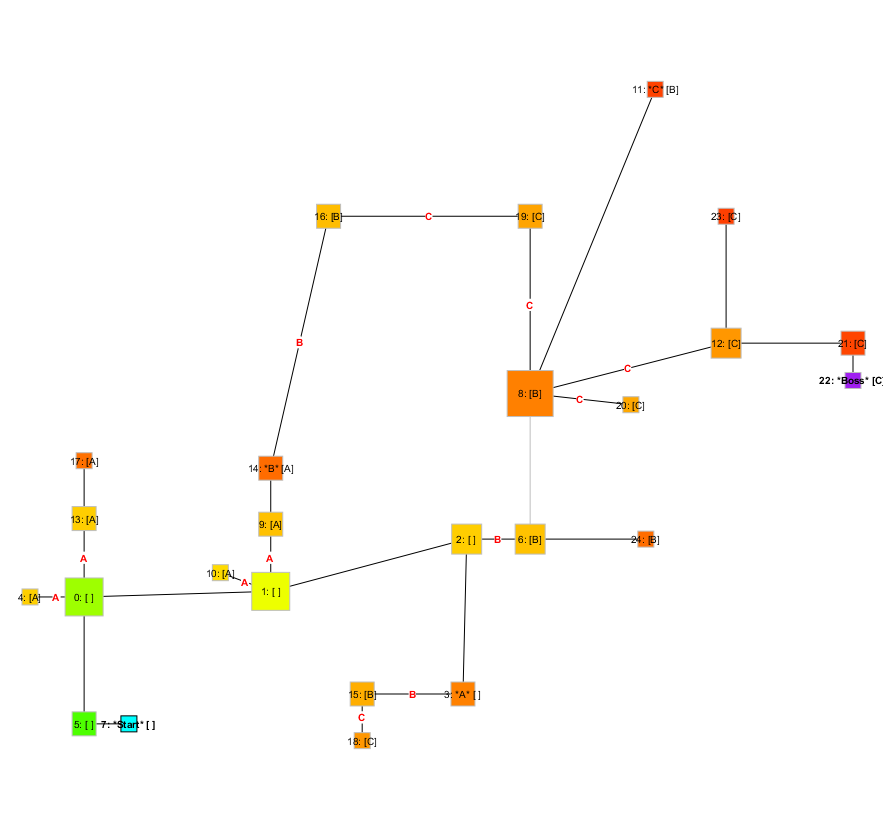 11: *C* [B]
16: [B]
C
19: [C]
23: [C]
C
B
12: [C]
21: [C]
C
22: *Boss* [C]
8: [B]
C
20: [C]
17: [A]
14: *B* [A]
13: [A]
9: [A]
2: [ ]
B
6: [B]
24: [B]
A
A
10: [A]
A
1: [ ]
4: [A]
A
0: [ ]
15: [B]
B
3: *A* [ ]
C
5: [ ]
7: *Start* [ ]
18: [C]